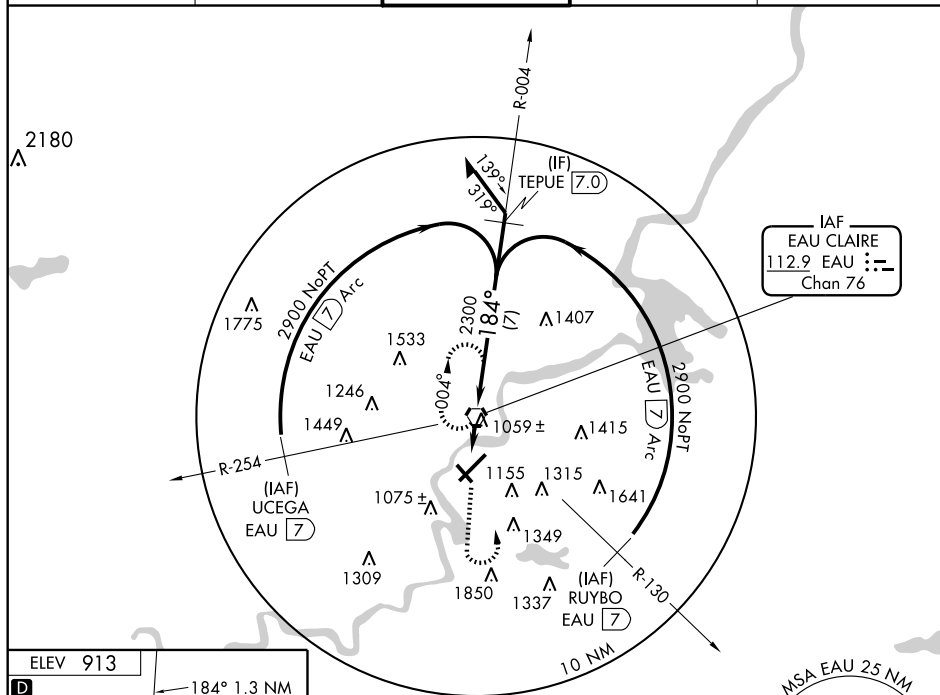 R-004
2180
139°
319°
(IF)
TEPUE 7.0
IAF
EAU CLAIRE
112.9 EAU
Chan 76
2900 NoPT
EAU 7 Arc
1775
2300
184°
(7)
1407
1533
2900 NoPT
EAU 7 Arc
1246
004°
1449
1059 ±
1415
R-254
(IAF)
UCEGA
EAU 7
1155
1315
1075 ±
1641
1349
1309
1850
1337
(IAF)
RUYBO
EAU 7
R-130
10 NM
ELEV 913
D
184° 1.3 NM
MSA EAU 25 NM